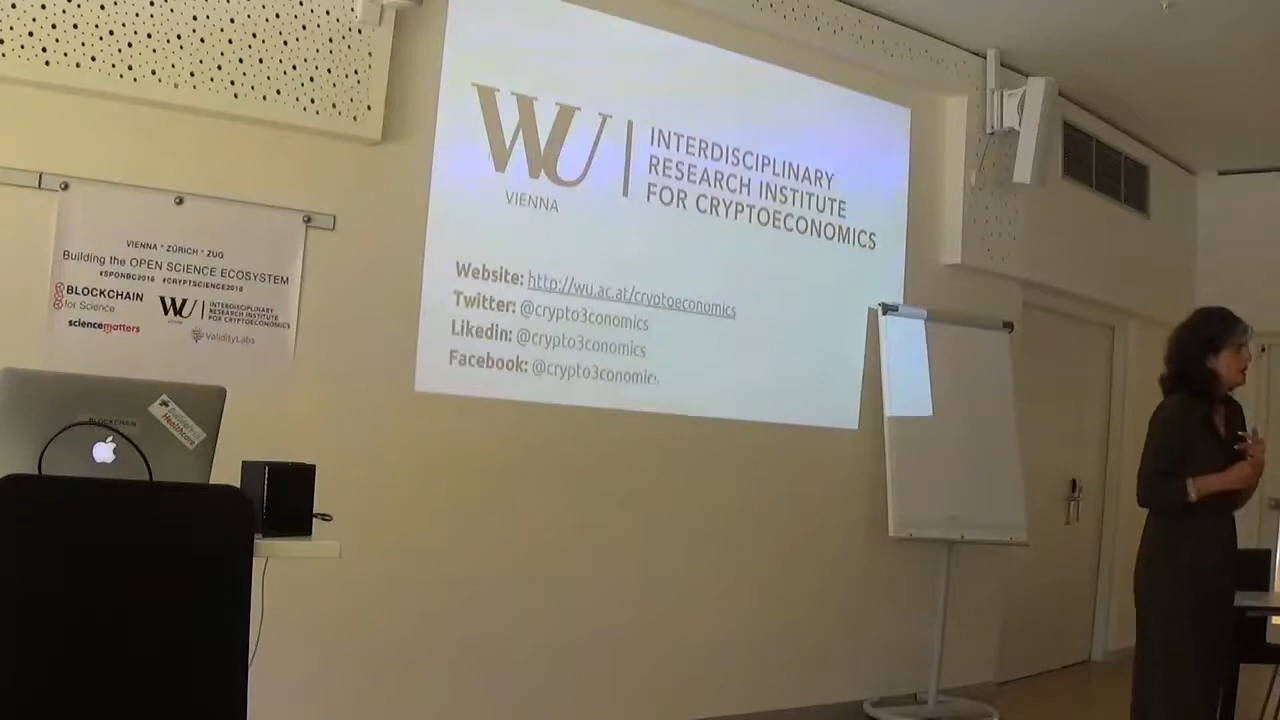 WU
VIENNA
INTERDISCIPLINARY
RESEARCH INSTITUTE
FOR CRYPTOECONOMICS
Website: http://wu.ac.at/cryptoeconomics
Twitter: @crypto3conomics
Likedin: @crypto3conomics
Facebook: @crypto3conomics
VIENNA * ZÜRICH * ZUG
Building the OPEN SCIENCE ECOSYSTEM
#SPONBC2018 #CRYPTSCIENCE2018
BLOCKCHAIN
for Science
WU
INTERDISCIPLINARY
RESEARCH INSTITUTE
FOR CRYPTOECONOMICS
sciencematters
ValidityLabs
BLOCKCHAIN
Healthcare